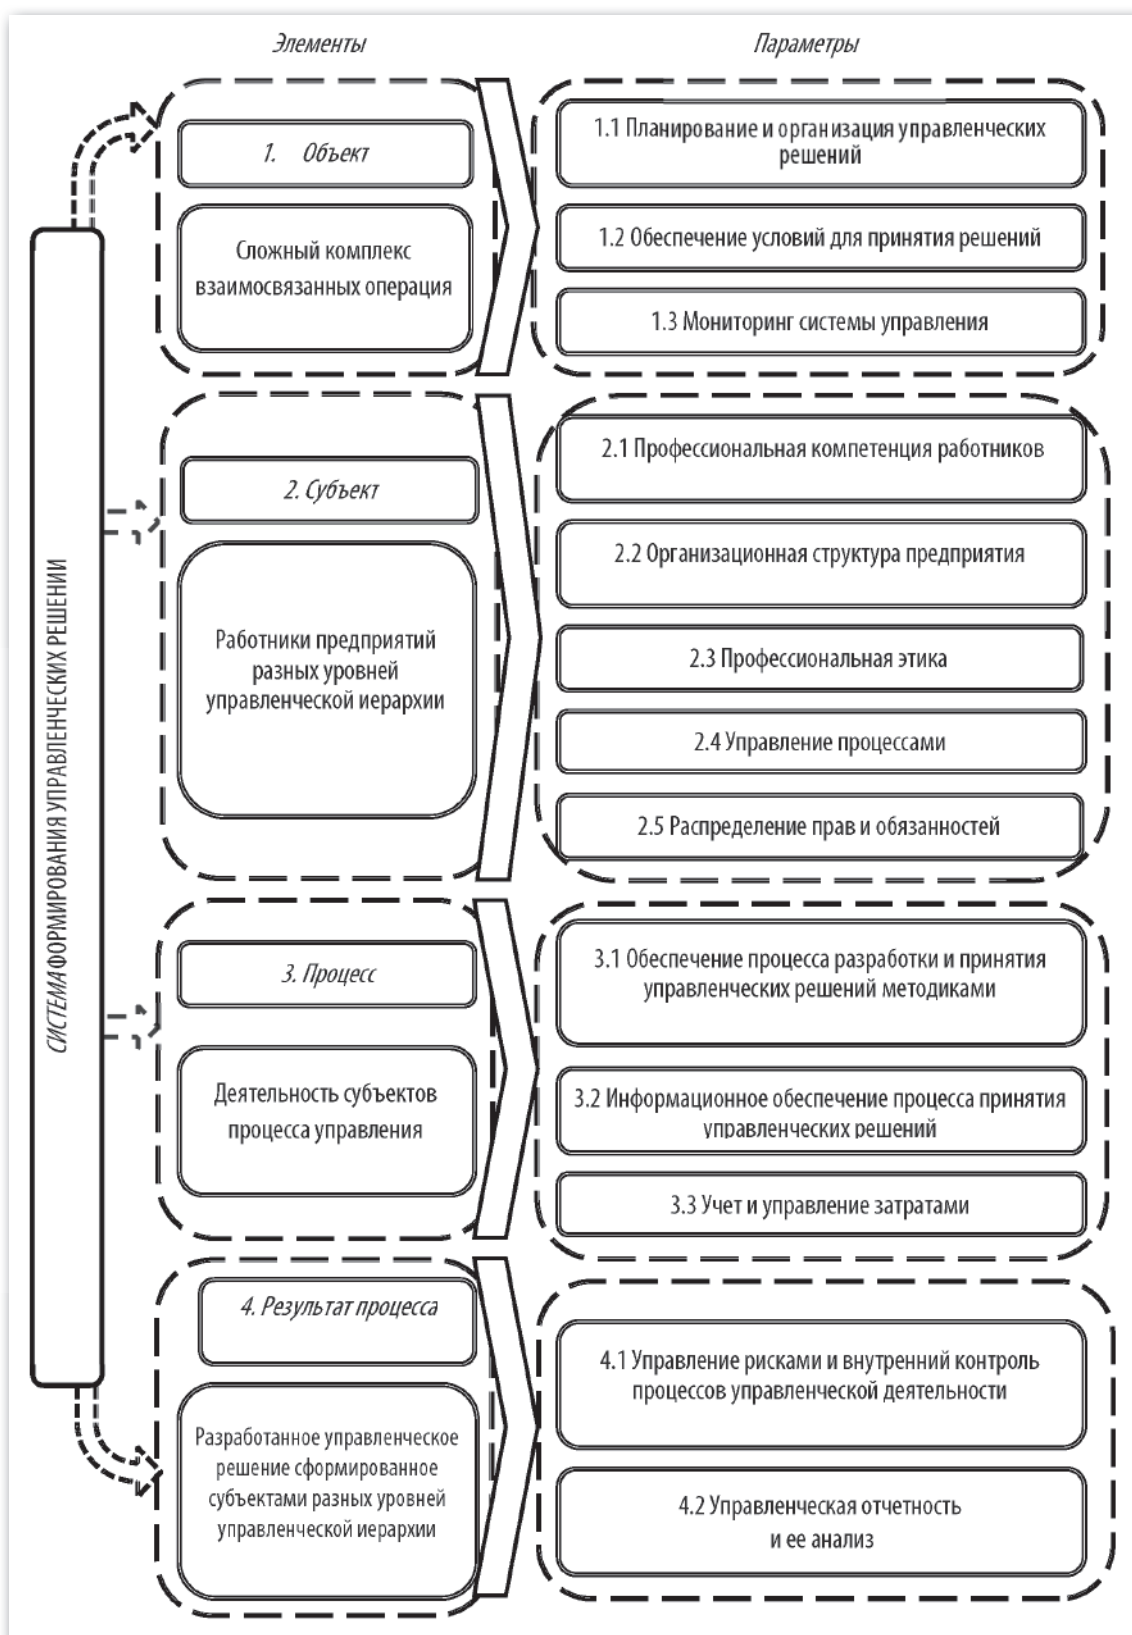 Элементы
Параметры
СИСТЕМАФОРМИРОВАНИЯ УПРАВЛЕНЧЕСКИХ РЕШЕНИИ
1. Объект
Сложный комплекс
взаимосвязанных операция
1.1 Планирование и организация управленческих
решений
1.2 Обеспечение условий для принятия решений
1.3 Мониторинг системы управления
2. Субъект
Работники предприятий
разных уровней
управленческой иерархии
2.1 Профессиональная компетенция работников
2.2 Организационная структура предприятия
2.3 Профессиональная этика
2.4 Управление процессами
2.5 Распределение прав и обязанностей
3. Процесс
Деятельность субъектов
процесса управления
3.1 Обеспечение процесса разработки и принятия
управленческих решений методиками
3.2 Информационное обеспечение процесса принятия
управленческих решений
3.3 Учет и управление затратами
4. Результат процесса
Разработанное управленческое
решение сформированное
субъектами разных уровней
управленческой иерархии
4.1 Управление рисками и внутренний контроль
процессов управленческой деятельности
4.2 Управленческая отчетность
и ее анализ